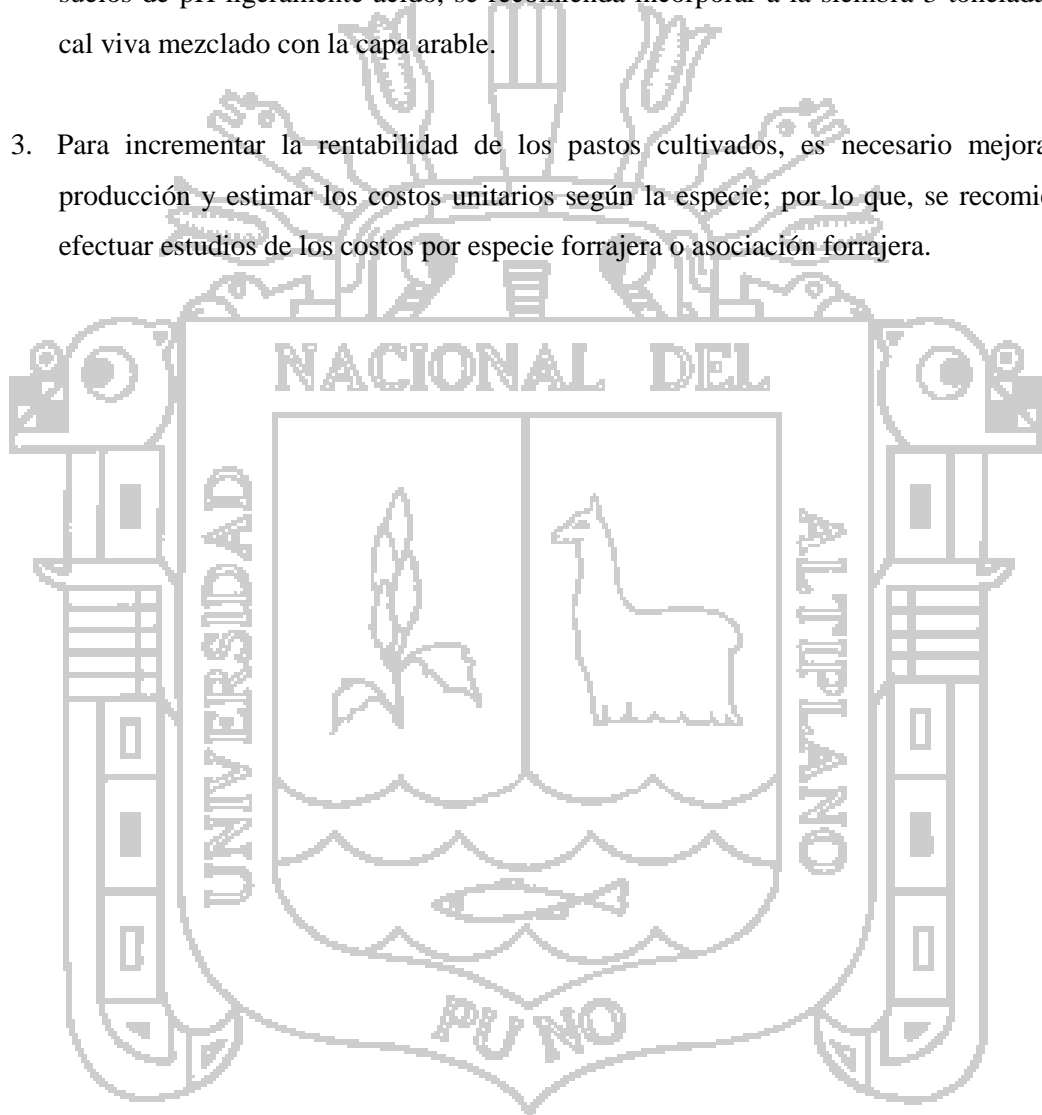 suelos de pH ligeramente ácido, se recomienda incorporar a la siembra 3 tonelada
cal viva mezclado con la capa arable.
3. Para incrementar la rentabilidad de los pastos cultivados, es necesario mejora
producción y estimar los costos unitarios según la especie; por lo que, se recomie
efectuar estudios de los costos por especie forrajera o asociación forrajera.
NACIONAL DEL
UNIVERSIDAD
ALTIPLANO
PUNO